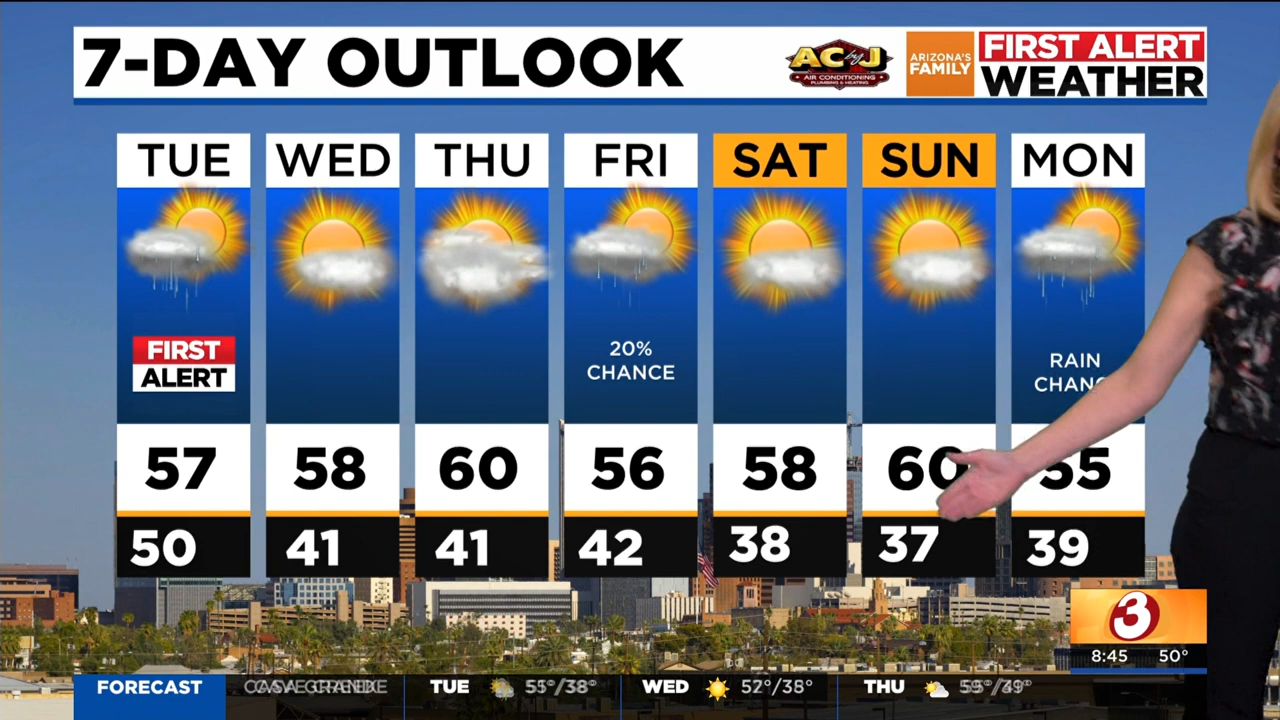 7-DAY OUTLOOK
AC by J
AIR CONDITIONING
PLUMBING & HEATING
ARIZONA'S
FAMILY
FIRST ALERT
WEATHER
TUE WED THU FRI SAT SUN MON
FIRST
ALERT
20%
CHANCE
RAIN
57 58 60 56 58 60
50 41 41 42 38 37 39
3
8:45 50°
FORECAST TUE WED 52°/38° THU